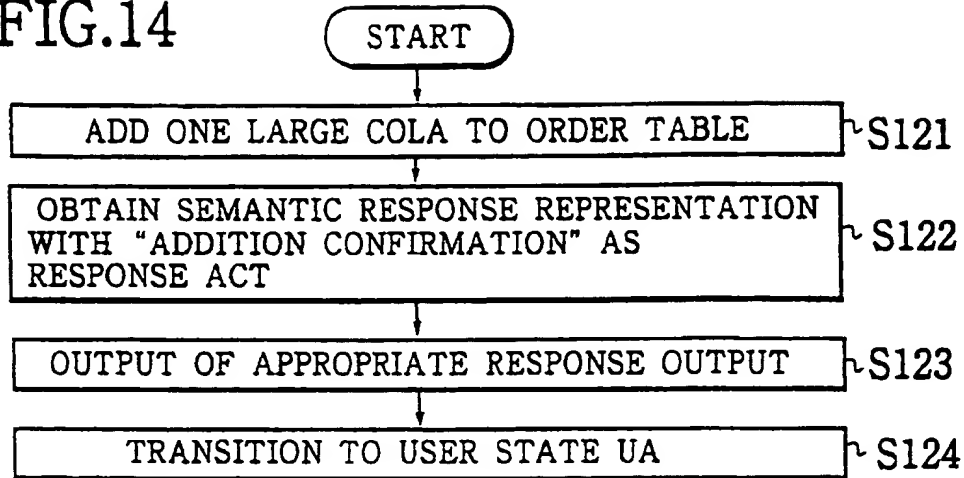 FIG.14
START
ADD ONE LARGE COLA TO ORDER TABLE
S121
OBTAIN SEMANTIC RESPONSE REPRESENTATION
WITH "ADDITION CONFIRMATION" AS
RESPONSE ACT
S122
OUTPUT OF APPROPRIATE RESPONSE OUTPUT
S123
TRANSITION TO USER STATE UA
S124